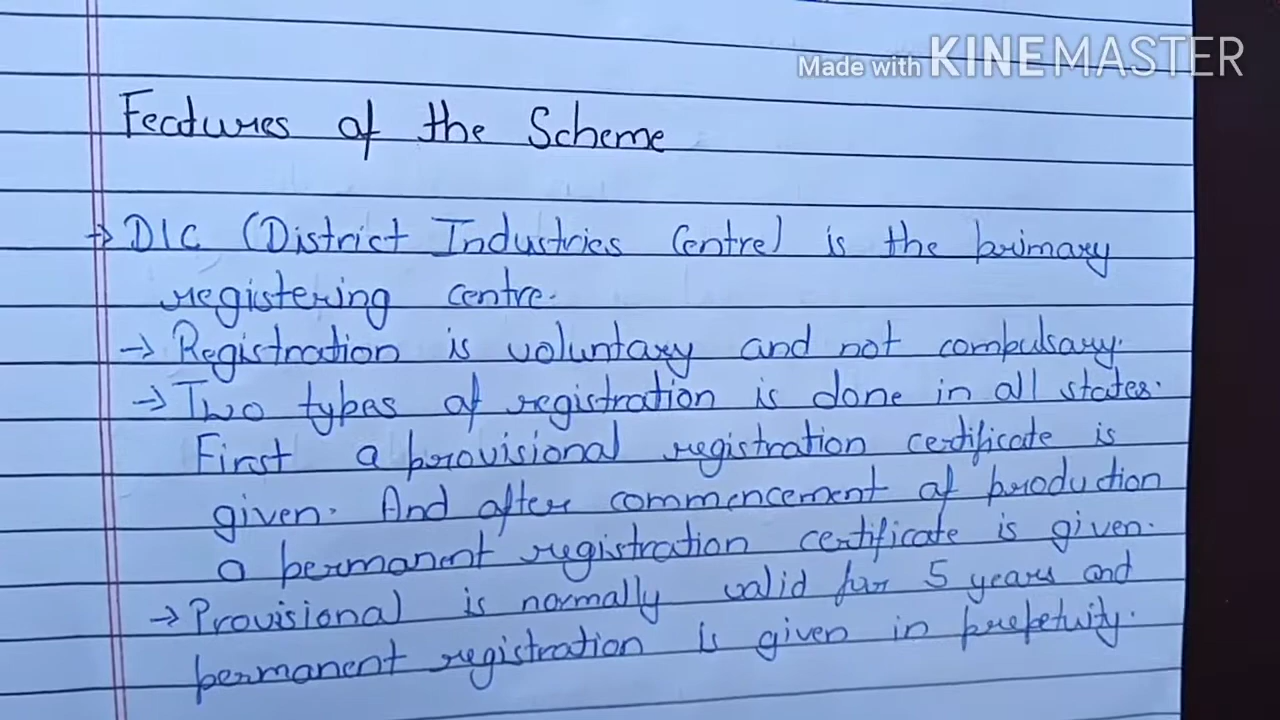 Made with KINEMASTER
Features of the Scheme
→ DIC (District Industries Centre) is the primary
registering centre.
→ Registration is voluntary and not compulsary.
→ Two types of registration is done in all states.
First a provisional registration certificate is
given. And after commencement of production
a permanent registration certificate is given.
→ Provisional is normally valid for 5 years and
permanent registration is given in prepetuity.